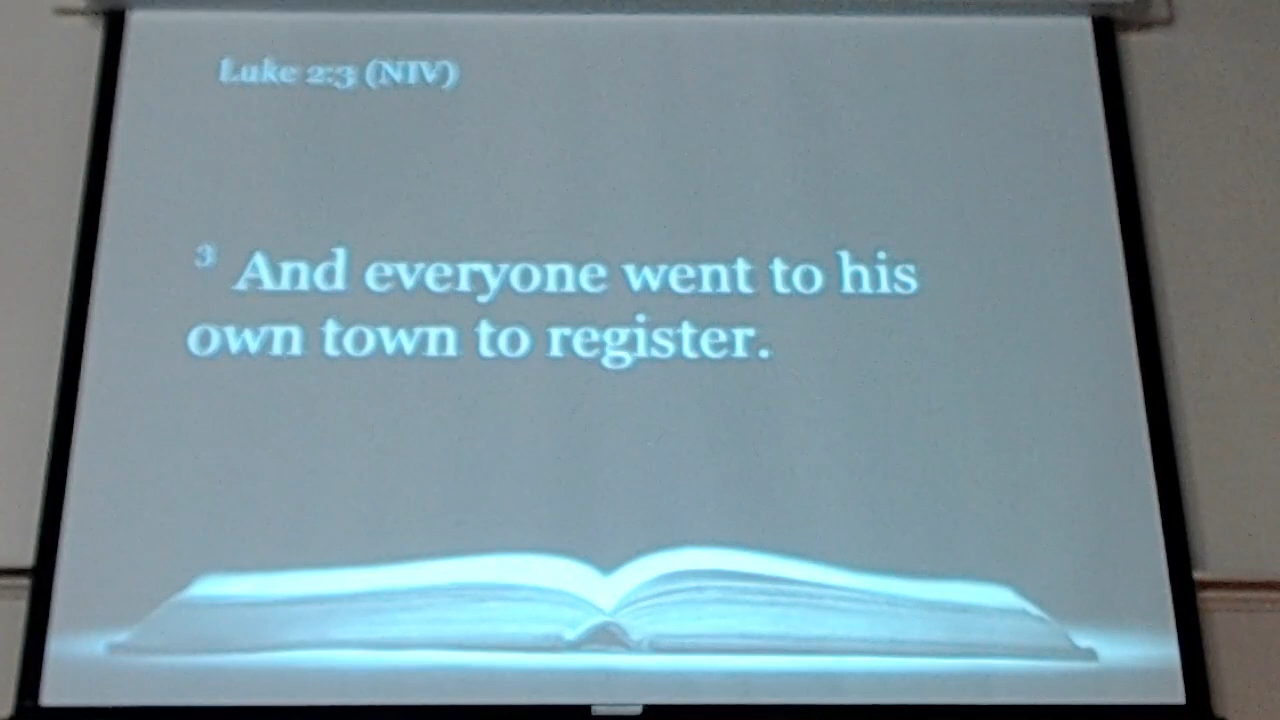 Luke 2:3 (NIV)
3 And everyone went to his
own town to register.